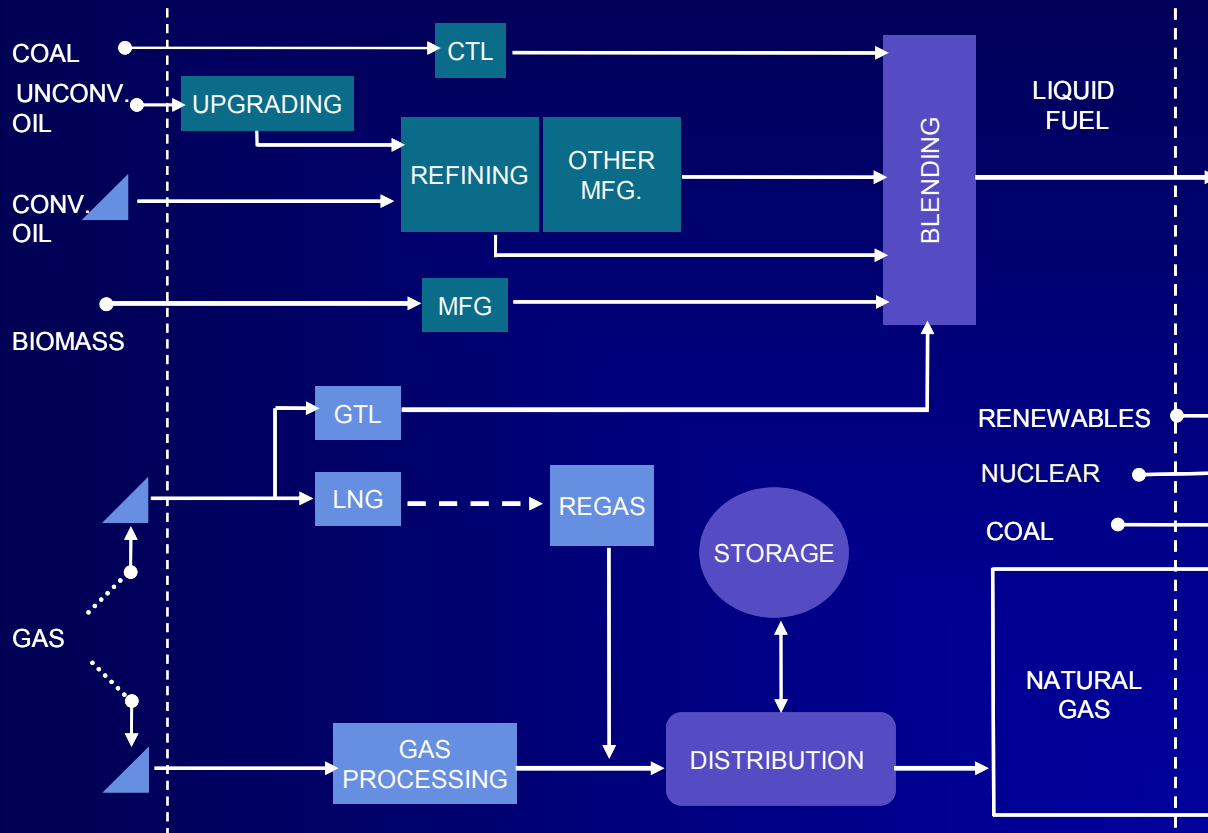 COAL
CTL
UNCONV.
OIL
UPGRADING
LIQUID
FUEL
REFINING
OTHER
MFG.
BLENDING
CONV.
OIL
MFG
BIOMASS
GTL
RENEWABLES
LNG
REGAS
NUCLEAR
COAL
STORAGE
GAS
NATURAL
GAS
GAS
PROCESSING
DISTRIBUTION